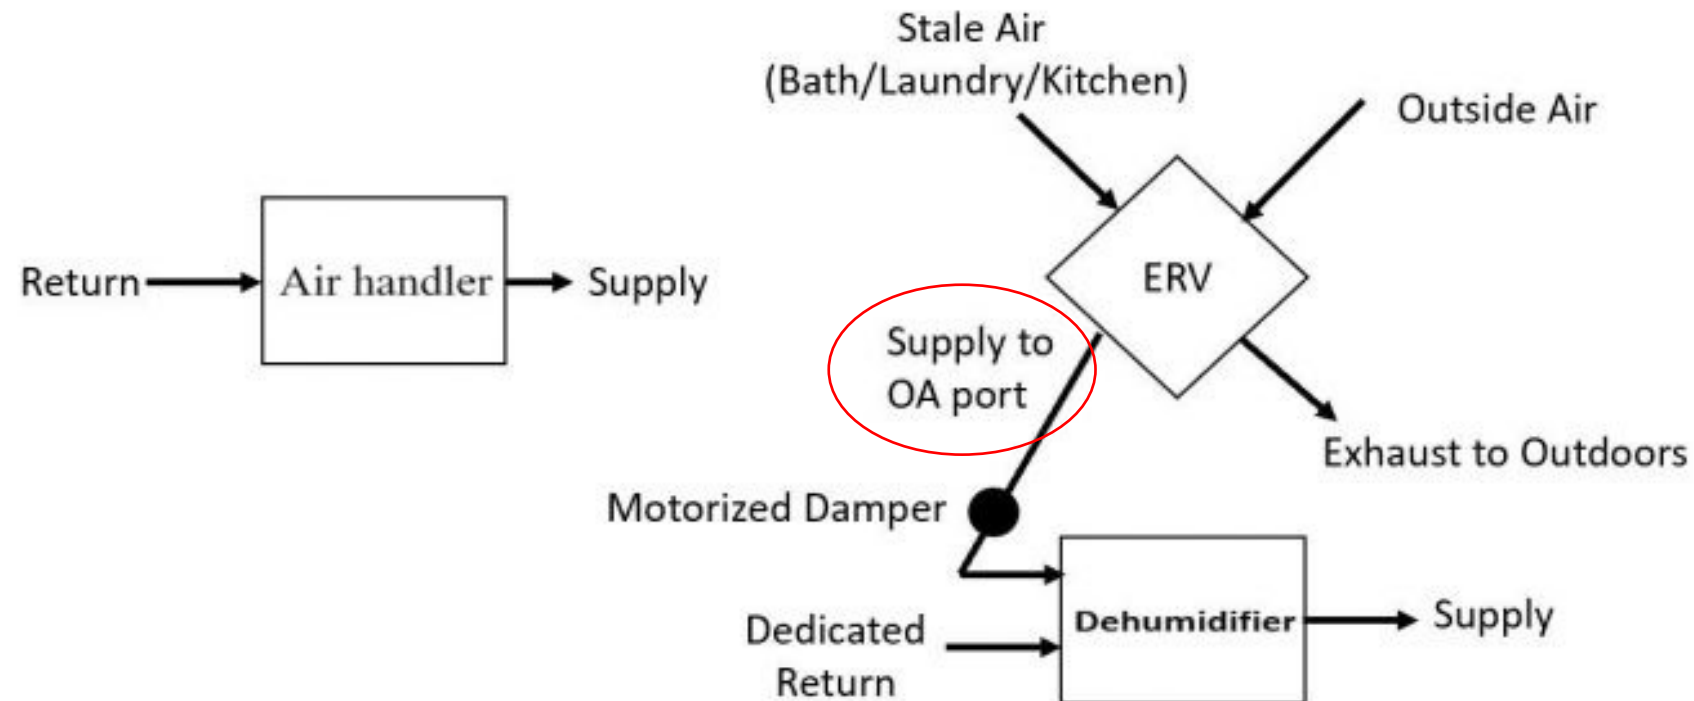 Stale Air
(Bath/Laundry/Kitchen)
Outside Air
Return
Air handler
Supply
ERV
Supply to
OA port
Exhaust to Outdoors
Motorized Damper
Dedicated
Return
Dehumidifier
Supply